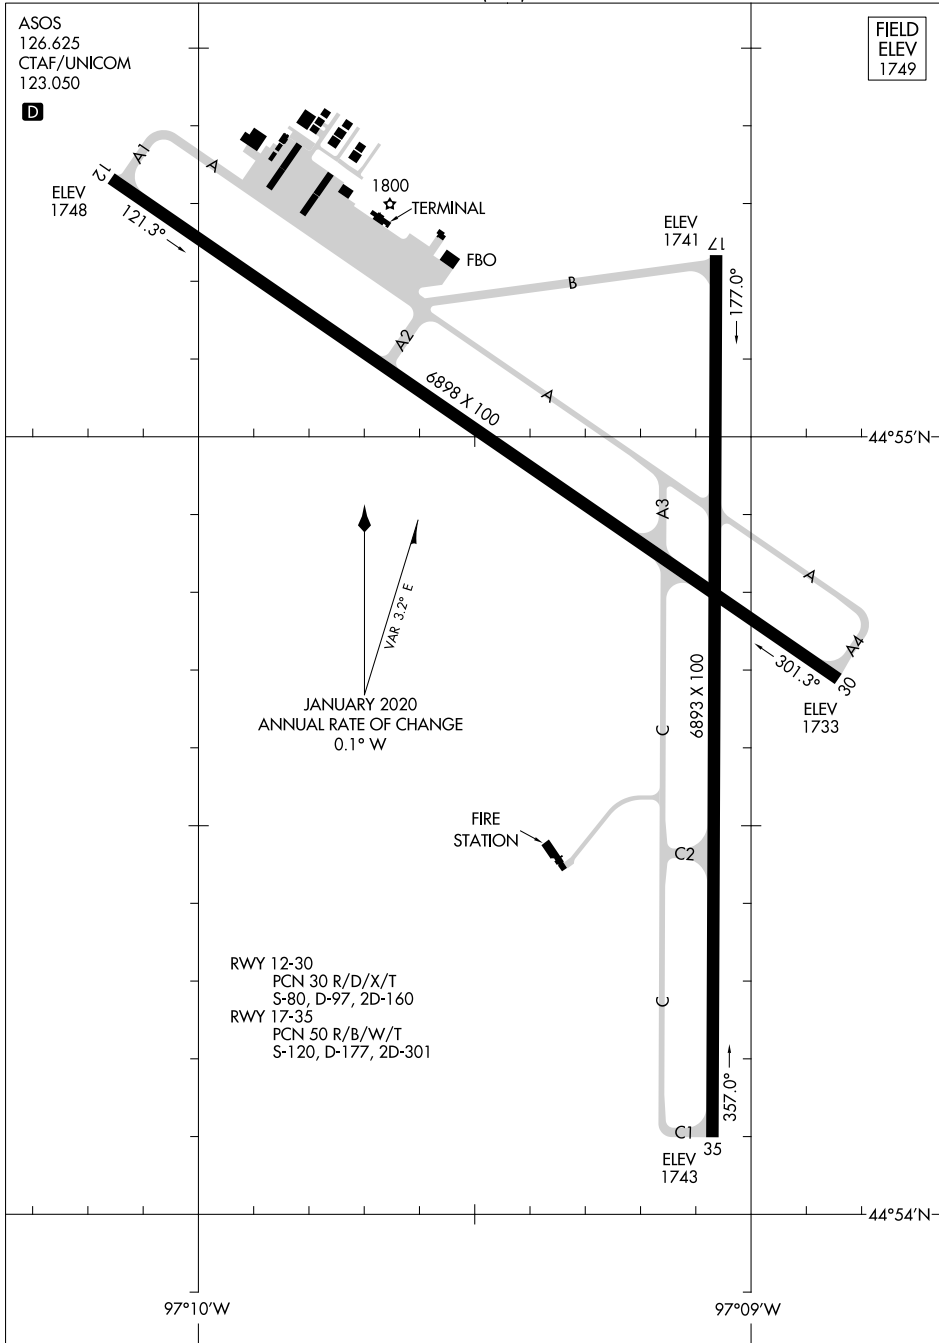 ASOS
126.625
CTAF/UNICOM
123.050
D
FIELD
ELEV
1749
A1
A
12
ELEV
1748
121.3°
1800
TERMINAL
FBO
ELEV
1741
17
177.0°
B
A2
6898 X 100
A
44°55'N
A3
A
VAR 3.2° E
A4
301.3°
30
ELEV
1733
6893 X 100
JANUARY 2020
ANNUAL RATE OF CHANGE
0.1° W
C
FIRE
STATION
C2
RWY 12-30
PCN 30 R/D/X/T
S-80, D-97, 2D-160
RWY 17-35
PCN 50 R/B/W/T
S-120, D-177, 2D-301
C
357.0°
C1
35
ELEV
1743
44°54'N
97°10'W
97°09'W